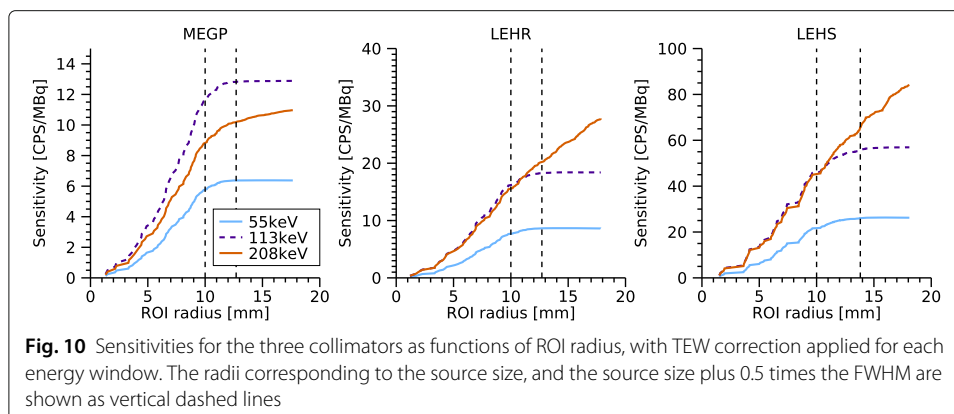 MEGP
LEHR
LEHS
Sensitivity [CPS/MBq]
14
12
10
8
6
4
2
0
0 5 10 15 20
ROI radius [mm]
55keV
113keV
208keV
Sensitivity [CPS/MBq]
40
30
20
10
0
0 5 10 15 20
ROI radius [mm]
Sensitivity [CPS/MBq]
100
80
60
40
20
0
0 5 10 15 20
ROI radius [mm]
Fig. 10 Sensitivities for the three collimators as functions of ROI radius, with TEW correction applied for each
energy window. The radii corresponding to the source size, and the source size plus 0.5 times the FWHM are
shown as vertical dashed lines